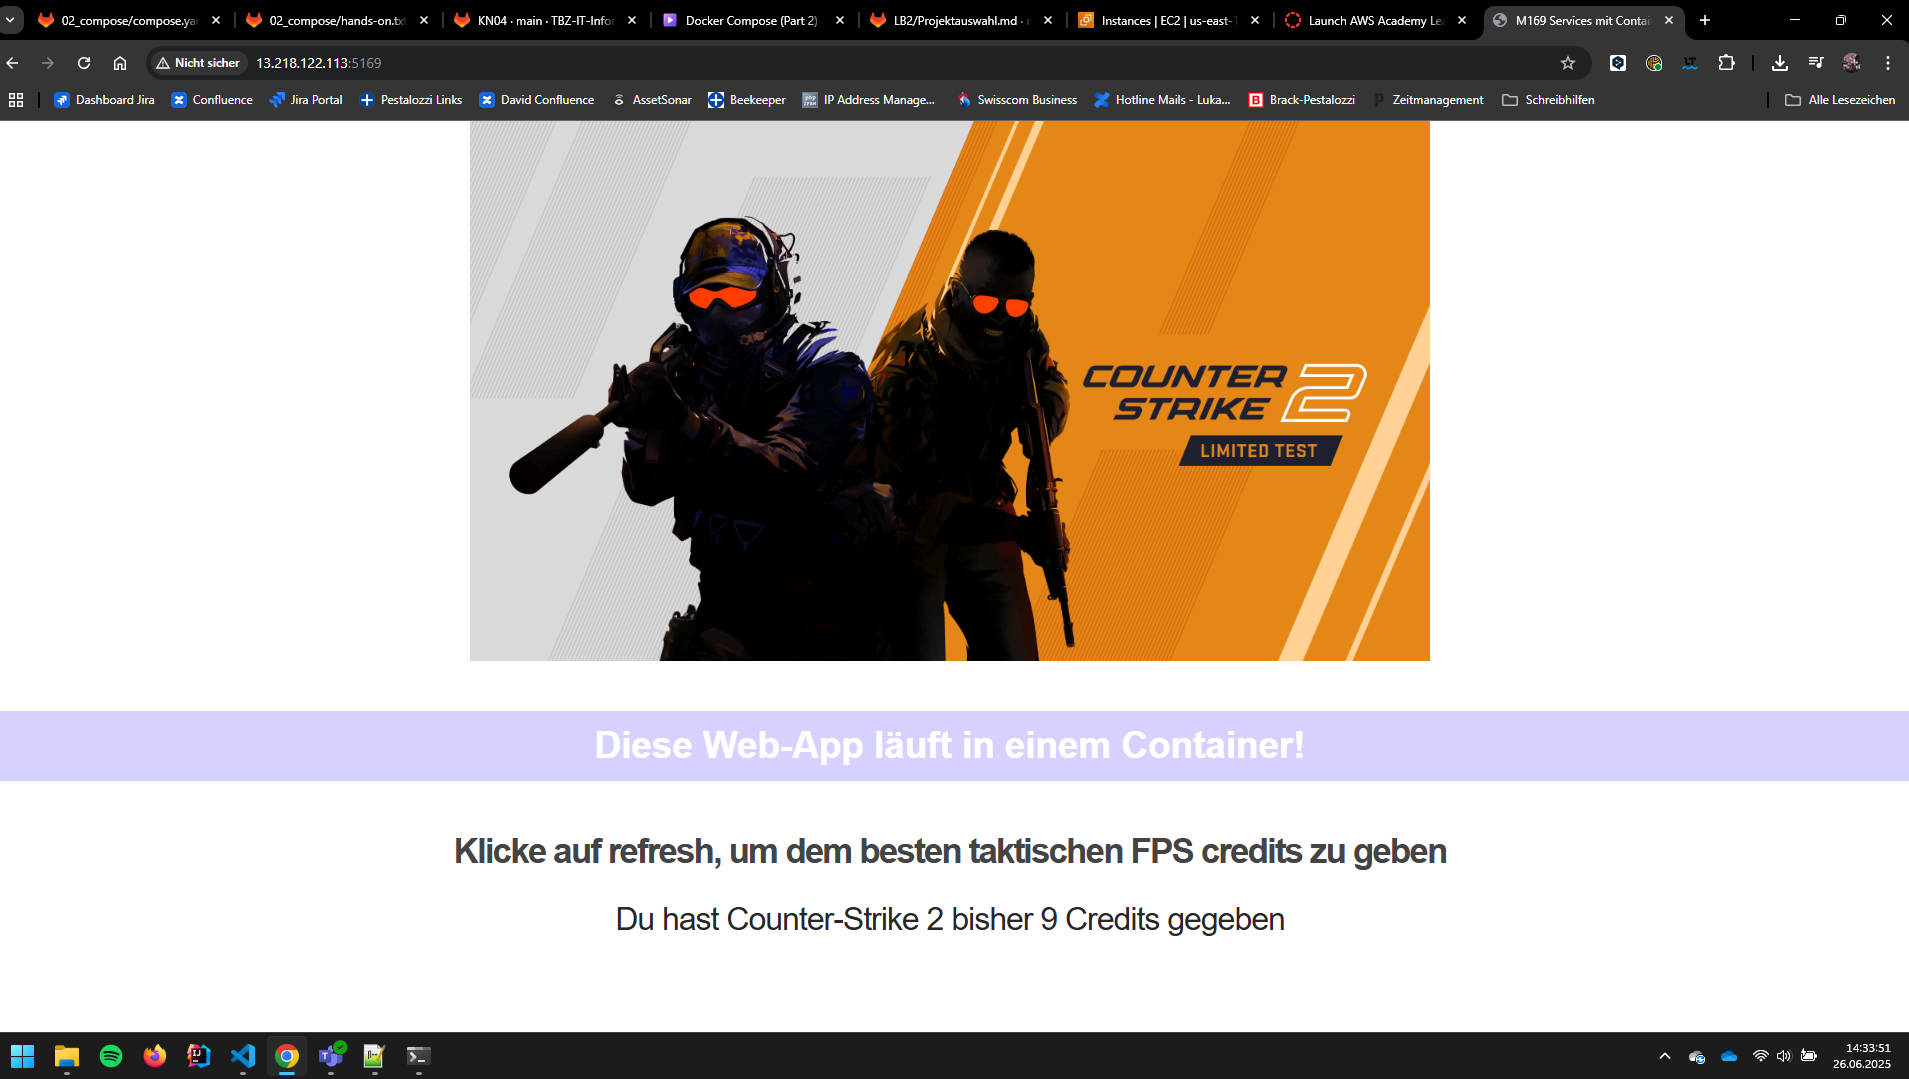 02_compose/compose.ya
02_compose/hands-on.txt
KN04 · main · TBZ-IT-Infor
Docker Compose (Part 2)
LB2/Projektauswahl.md ·
Instances | EC2 | us-east-1
Launch AWS Academy Lea
M169 Services mit Contai
Nicht sicher
13.218.122.113:5169
Dashboard Jira
Confluence
Jira Portal
Pestalozzi Links
David Confluence
AssetSonar
Beekeeper
IP Address Manage...
Swisscom Business
Hotline Mails - Luka...
Brack-Pestalozzi
Zeitmanagement
Schreibhilfen
Alle Lesezeichen
COUNTER
STRIKE 2
LIMITED TEST
Diese Web-App läuft in einem Container!
Klicke auf refresh, um dem besten taktischen FPS credits zu geben
Du hast Counter-Strike 2 bisher 9 Credits gegeben
14:33:51
26.06.2025